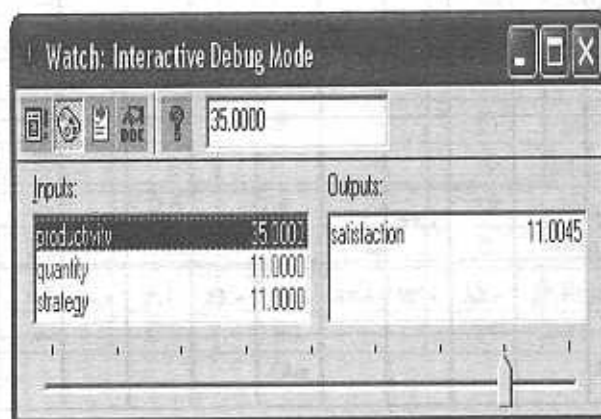 Watch: Interactive Debug Mode
35.0000
Inputs:
productivity 35.0000
quantity 11.0000
strategy 11.0000
Outputs:
satisfaction 11.0045